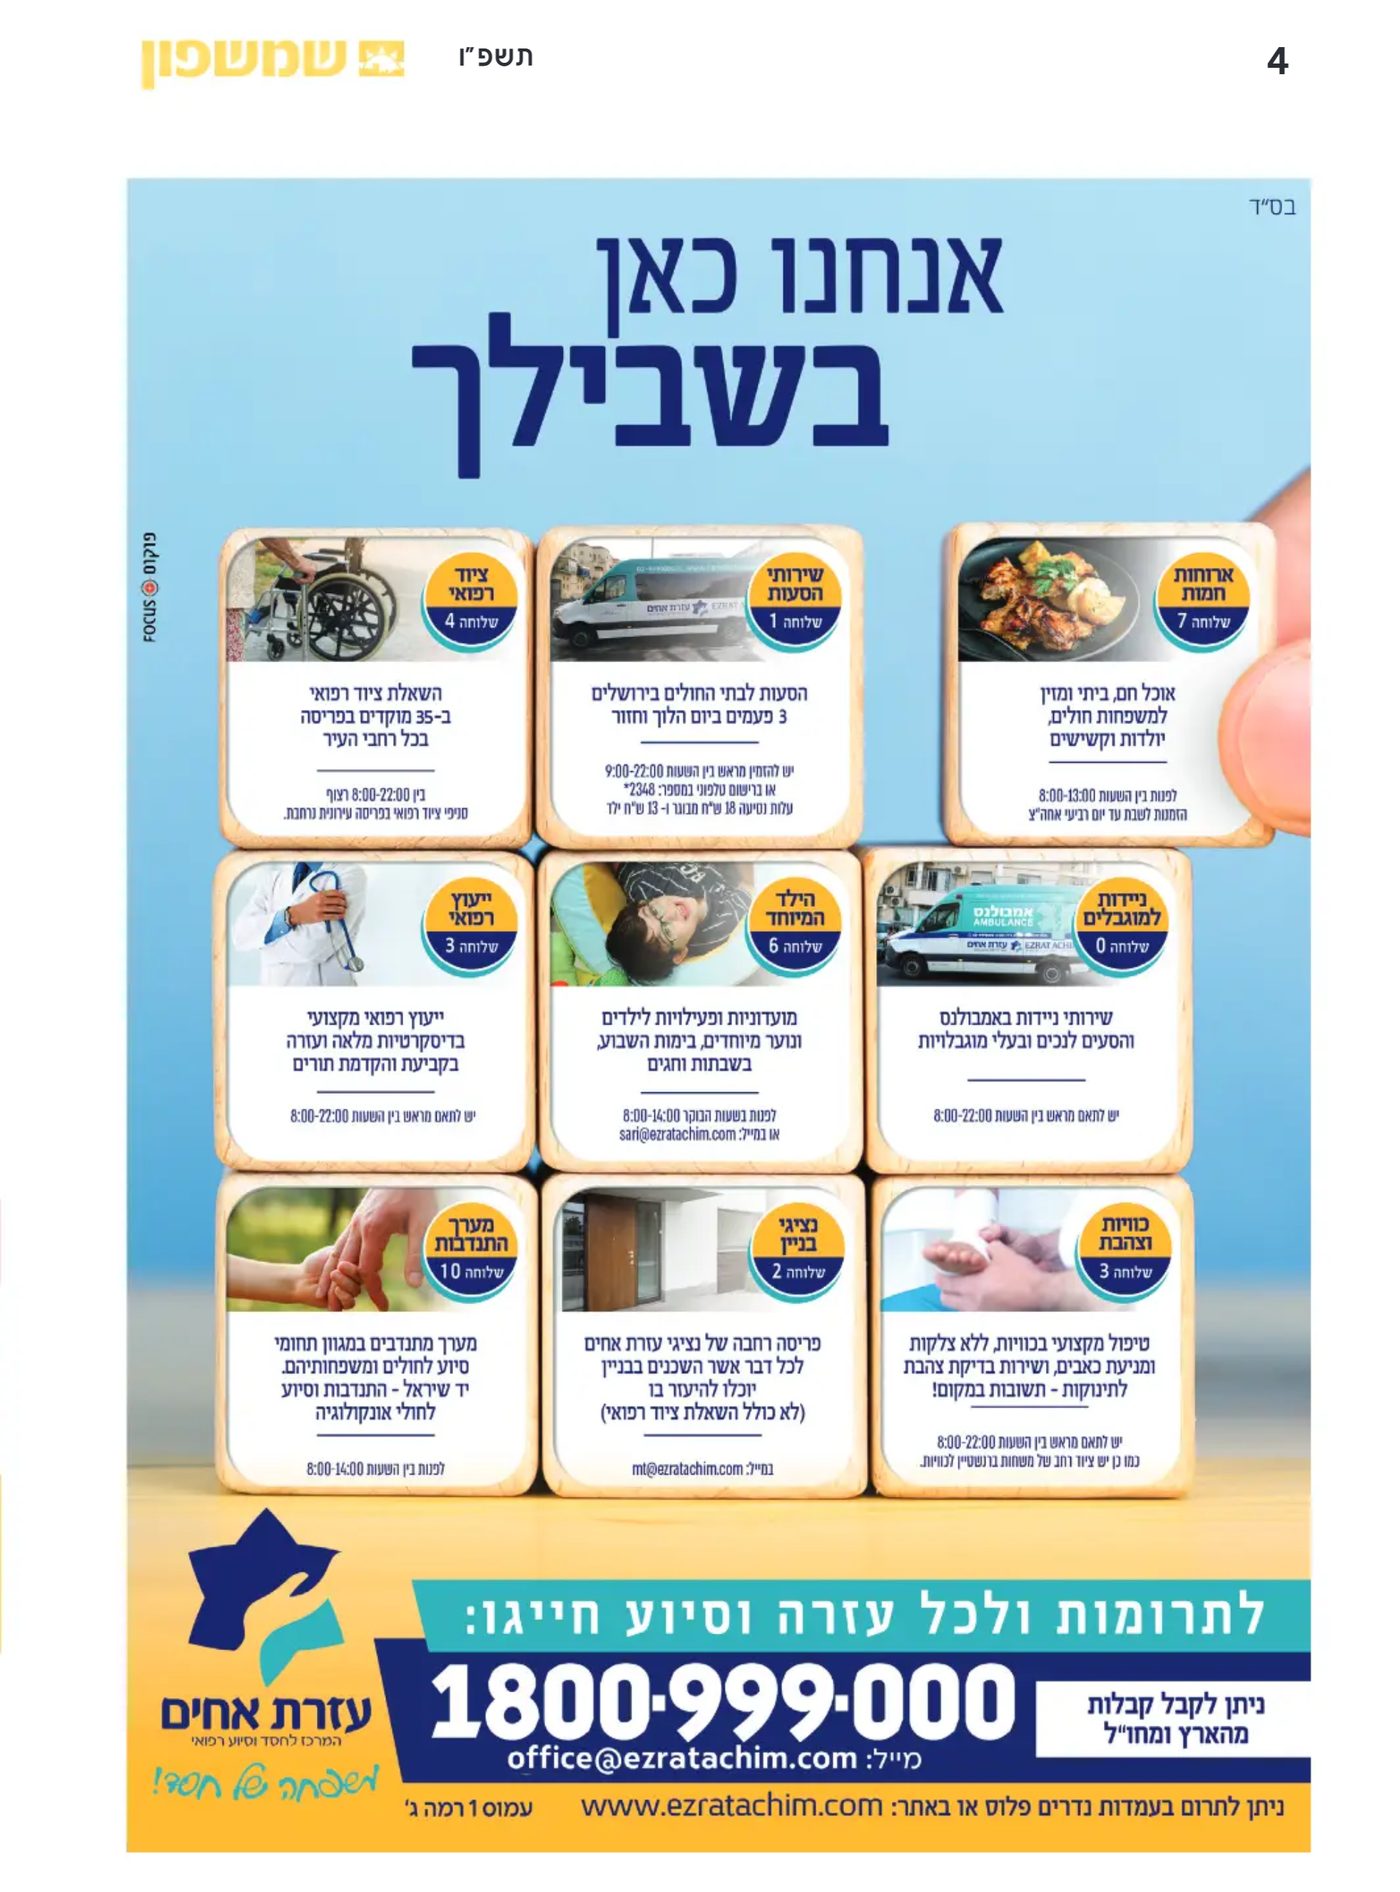 4
תשפ"ו
שמשפון
בס"ד
אנחנו כאן
בשבילך
פוקוס FOCUS
ארוחות
חמות
שלוחה 7
אוכל חם, ביתי ומזין
למשפחות חולים,
יולדות וקשישים
לפנות בין השעות 8:00-13:00
הזמנות לשבת עד יום רביעי אחה"צ
שירותי
הסעות
שלוחה 1
עזרת אחים EZRAT A
הסעות לבתי החולים בירושלים
3 פעמים ביום הלוך וחזור
יש להזמין מראש בין השעות 9:00-22:00
או ברישום טלפוני במספר: 2348*
עלות נסיעה 18 ש"ח מבוגר ו- 13 ש"ח ילד
ציוד
רפואי
שלוחה 4
השאלת ציוד רפואי
ב-35 מוקדים בפריסה
בכל רחבי העיר
בין 8:00-22:00 רצוף
סניפי ציוד רפואי בפריסה עירונית נרחבת.
ניידות
למוגבלים
שלוחה 0
אמבולנס
AMBULANCE
עזרת אחים EZRAT ACHI
שירותי ניידות באמבולנס
והסעים לנכים ובעלי מוגבלויות
יש לתאם מראש בין השעות 8:00-22:00
הילד
המיוחד
שלוחה 6
מועדוניות ופעילויות לילדים
ונוער מיוחדים, בימות השבוע,
בשבתות וחגים
לפנות בשעות הבוקר 8:00-14:00
או במייל: sari@ezratachim.com
ייעוץ
רפואי
שלוחה 3
ייעוץ רפואי מקצועי
בדיסקרטיות מלאה ועזרה
בקביעת והקדמת תורים
יש לתאם מראש בין השעות 8:00-22:00
כוויות
וצהבת
שלוחה 3
טיפול מקצועי בכוויות, ללא צלקות
ומניעת כאבים, ושירות בדיקת צהבת
לתינוקות - תשובות במקום!
יש לתאם מראש בין השעות 8:00-22:00
כמו כן יש ציוד רחב של משחות ברנשטיין לכוויות.
נציגי
בניין
שלוחה 2
פריסה רחבה של נציגי עזרת אחים
לכל דבר אשר השכנים בבניין
יוכלו להיעזר בו
(לא כולל השאלת ציוד רפואי)
במייל: mt@ezratachim.com
מערך
התנדבות
שלוחה 10
מערך מתנדבים במגוון תחומי
סיוע לחולים ומשפחותיהם.
יד שיראל - התנדבות וסיוע
לחולי אונקולוגיה
לפנות בין השעות 8:00-14:00
לתרומות ולכל עזרה וסיוע חייגו:
1800-999-000
ניתן לקבל קבלות
מהארץ ומחו"ל
מייל: office@ezratachim.com
ניתן לתרום בעמדות נדרים פלוס או באתר: www.ezratachim.com
עמוס 1 רמה ג'
עזרת אחים
המרכז לחסד וסיוע רפואי
משפחה של חסד!